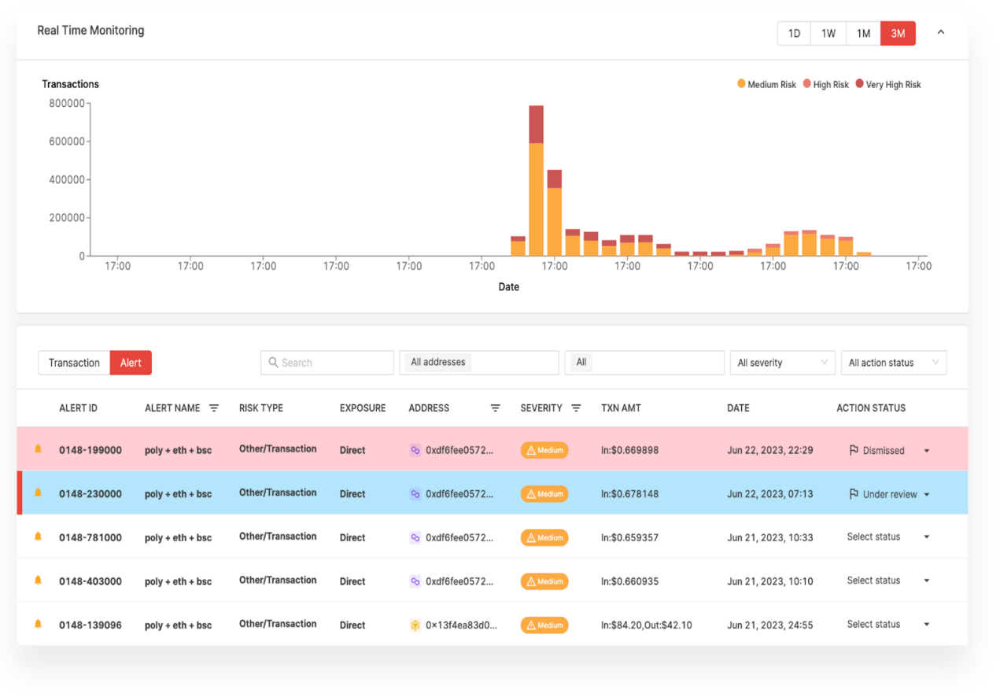 Real Time Monitoring
1D 1W 1M 3M
Transactions
Medium Risk High Risk Very High Risk
800000
600000
400000
200000
0
17:00 17:00 17:00 17:00 17:00 17:00 17:00 17:00 17:00 17:00 17:00 17:00
Date
Transaction Alert Search All addresses All All severity All action status
ALERT ID ALERT NAME RISK TYPE EXPOSURE ADDRESS SEVERITY TXN AMT DATE ACTION STATUS
0148-199000 poly + eth + bsc Other/Transaction Direct 0xdf6fee0572... Medium In:$0.669898 Jun 22, 2023, 22:29 Dismissed
0148-230000 poly + eth + bsc Other/Transaction Direct 0xdf6fee0572... Medium In:$0.678148 Jun 22, 2023, 07:13 Under review
0148-781000 poly + eth + bsc Other/Transaction Direct 0xdf6fee0572... Medium In:$0.659357 Jun 21, 2023, 10:33 Select status
0148-403000 poly + eth + bsc Other/Transaction Direct 0xdf6fee0572... Medium In:$0.660935 Jun 21, 2023, 10:10 Select status
0148-139096 poly + eth + bsc Other/Transaction Direct 0×13f4ea83d0... Medium In:$84.20,Out:$42.10 Jun 21, 2023, 24:55 Select status